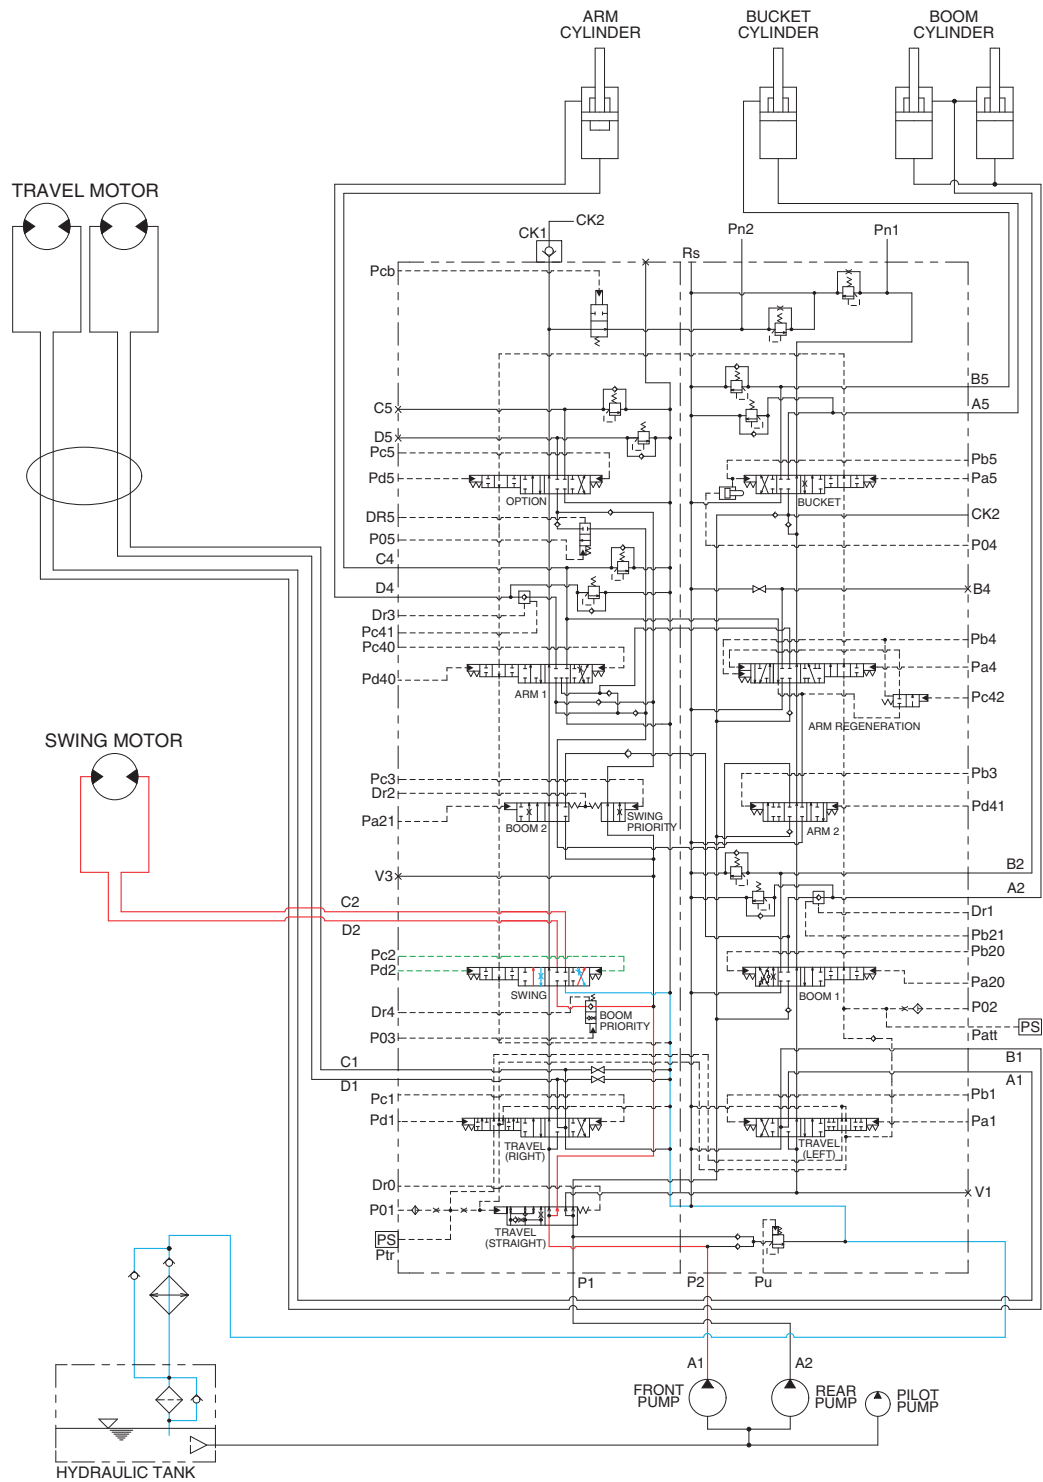 ARM
CYLINDER
BUCKET
CYLINDER
BOOM
CYLINDER
TRAVEL MOTOR
CK1
CK2
Pn2
Pn1
Rs
Pcb
B5
A5
C5
D5
Pc5
Pd5
OPTION
Pb5
Pa5
BUCKET
DR5
P05
CK2
P04
C4
D4
B4
Dr3
Pc41
Pc40
Pd40
ARM 1
Pb4
Pa4
Pc42
ARM REGENERATION
SWING MOTOR
Pc3
Dr2
Pa21
BOOM 2
SWING
PRIORITY
Pb3
Pd41
ARM 2
V3
B2
A2
C2
D2
Dr1
Pb21
Pb20
Pc2
Pd2
SWING
BOOM 1
Pa20
Dr4
P03
BOOM
PRIORITY
P02
PS
Patt
C1
D1
B1
A1
Pc1
Pd1
TRAVEL
(RIGHT)
TRAVEL
(LEFT)
Pb1
Pa1
Dr0
P01
PS
Ptr
TRAVEL
(STRAIGHT)
V1
P1
P2
Pu
A1
A2
FRONT
PUMP
REAR
PUMP
PILOT
PUMP
HYDRAULIC TANK